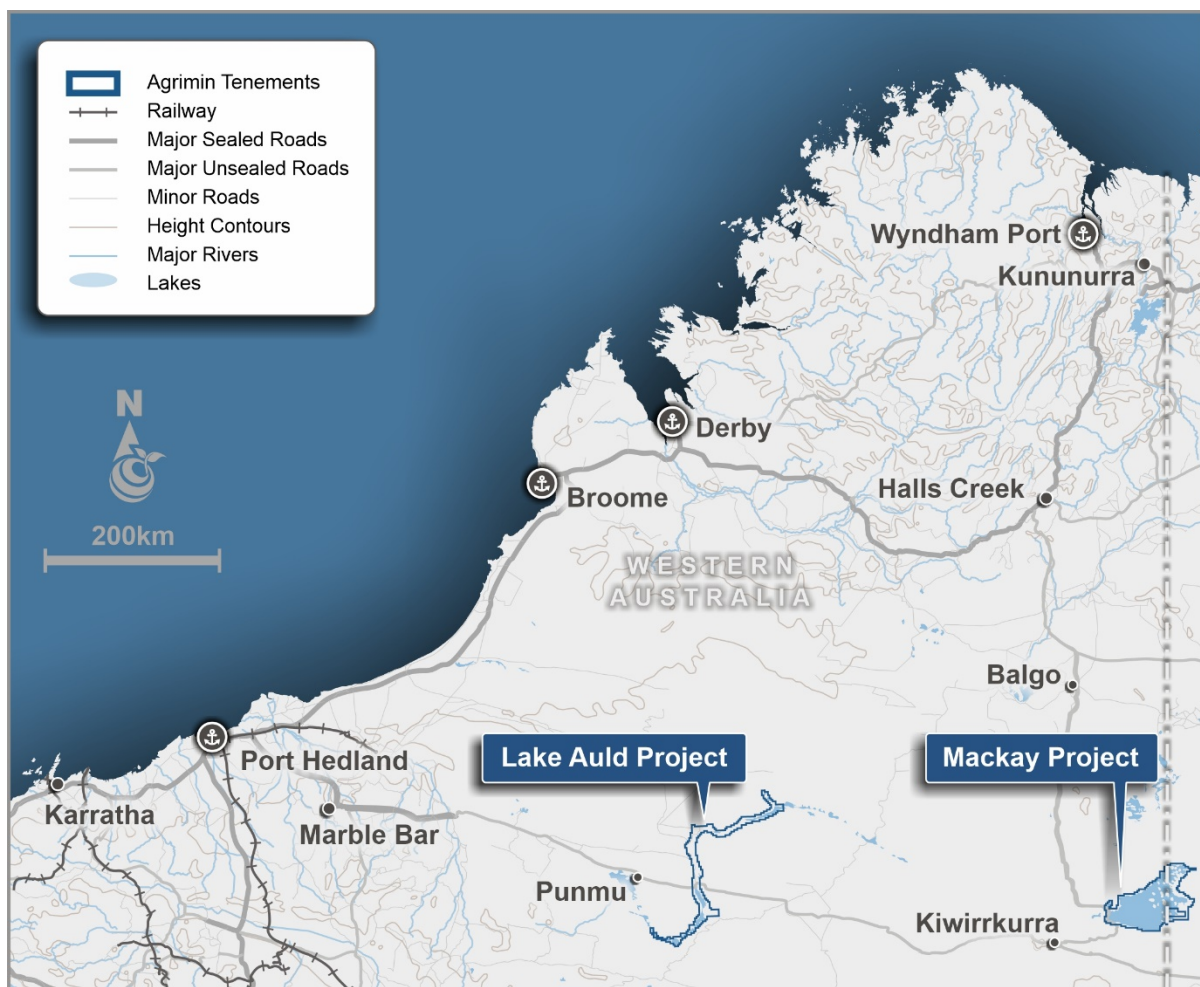 Agrimin Tenements
Railway
Major Sealed Roads
Major Unsealed Roads
Minor Roads
Height Contours
Major Rivers
Lakes
Wyndham Port
Kununurra
N
Derby
Broome
Halls Creek
200km
WESTERN
AUSTRALIA
Balgo
Port Hedland
Lake Auld Project
Mackay Project
Karratha
Marble Bar
Punmu
Kiwirrkurra